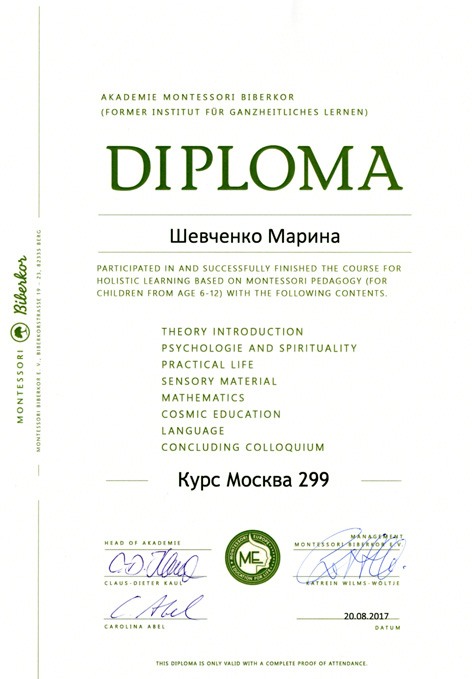 AKADEMIE MONTESSORI BIBERKOR
(FORMER INSTITUT FÜR GANZHEITLICHES LERNEN)
DIPLOMA
Шевченко Марина
PARTICIPATED IN AND SUCCESSFULLY FINISHED THE COURSE FOR
HOLISTIC LEARNING BASED ON MONTESSORI PEDAGOGY (FOR
CHILDREN FROM AGE 6-12) WITH THE FOLLOWING CONTENTS.
THEORY INTRODUCTION
PSYCHOLOGIE AND SPIRITUALITY
PRACTICAL LIFE
SENSORY MATERIAL
MATHEMATICS
COSMIC EDUCATION
LANGUAGE
CONCLUDING COLLOQUIUM
Курс Москва 299
MONTESSORI Biberkor
MONTESSORI BIBERKOR E. V., BIBERKORSTRASSE 19 - 23, 82335 BERG
HEAD OF AKADEMIE
CLAUS-DIETER KAUL
C. Abel
CAROLINA ABEL
MONTESSORI EUROPE
ME
EDUCATION FOR LIFE
MANAGEMENT
MONTESSORI BIBERKOR E.V.
KATREIN WILMS-WÖLTJE
20.08.2017
DATUM
THIS DIPLOMA IS ONLY VALID WITH A COMPLETE PROOF OF ATTENDANCE.